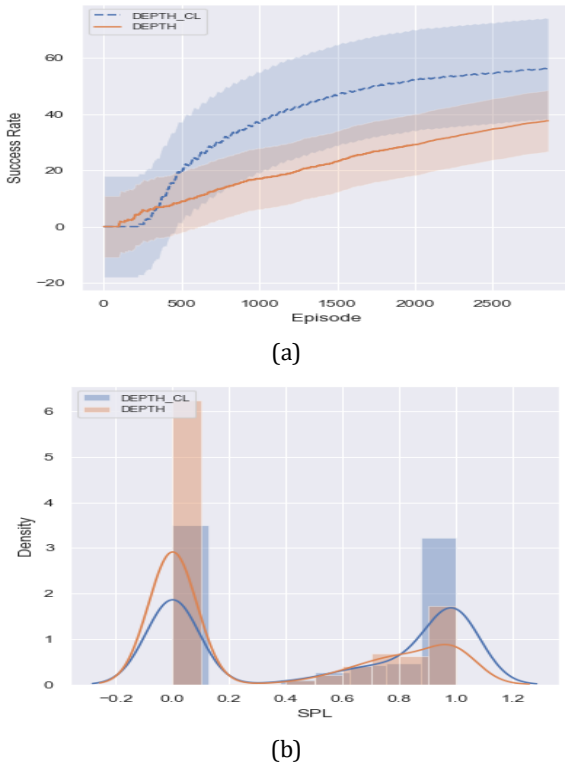 DEPTH_CL
DEPTH
60
40
20
0
−20
Success Rate
0 500 1000 1500 2000 2500
Episode
(a)
DEPTH_CL
DEPTH
6
5
4
3
2
1
0
Density
−0.2 0.0 0.2 0.4 0.6 0.8 1.0 1.2
SPL
(b)